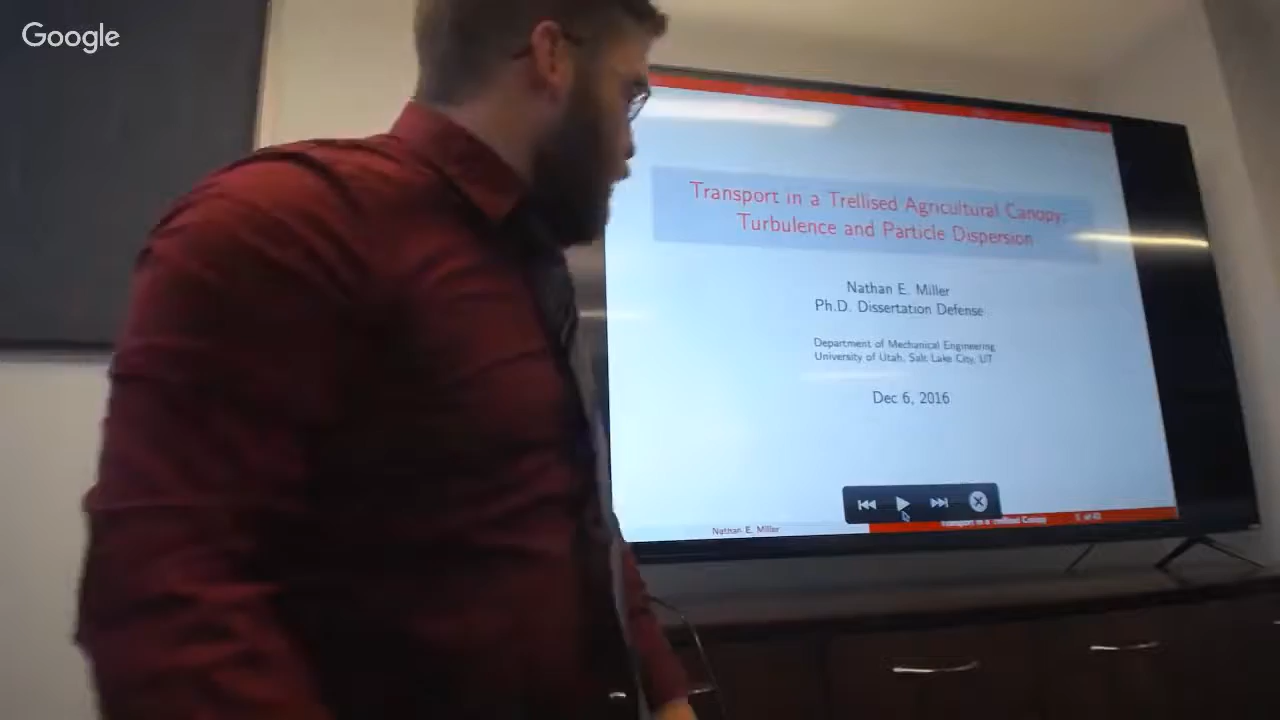 Google
Transport in a Trellised Agricultural Canopy:
Turbulence and Particle Dispersion
Nathan E. Miller
Ph.D. Dissertation Defense
Department of Mechanical Engineering
University of Utah, Salt Lake City, UT
Dec 6, 2016
Nathan E. Miller
Transport in a Trellised Canopy